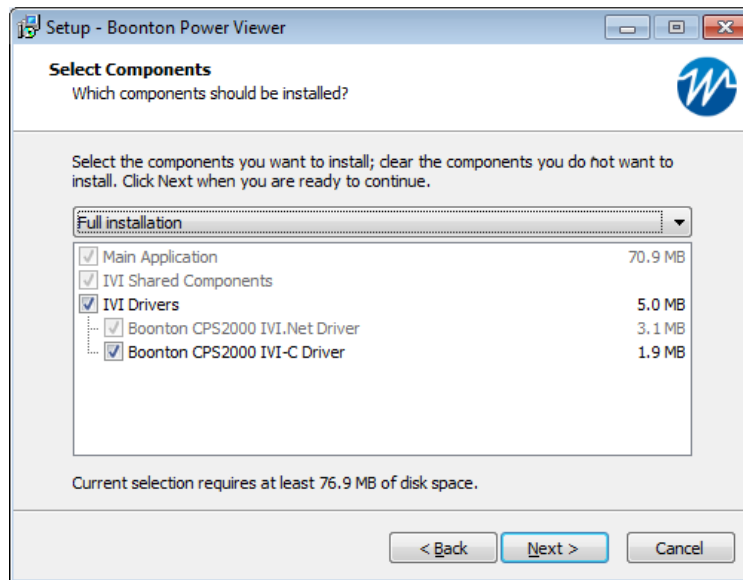 Setup - Boonton Power Viewer
Select Components
Which components should be installed?
Select the components you want to install; clear the components you do not want to
install. Click Next when you are ready to continue.
Full installation
Main Application 70.9 MB
IVI Shared Components
IVI Drivers 5.0 MB
Boonton CPS2000 IVI.Net Driver 3.1 MB
Boonton CPS2000 IVI-C Driver 1.9 MB
Current selection requires at least 76.9 MB of disk space.
< Back Next > Cancel